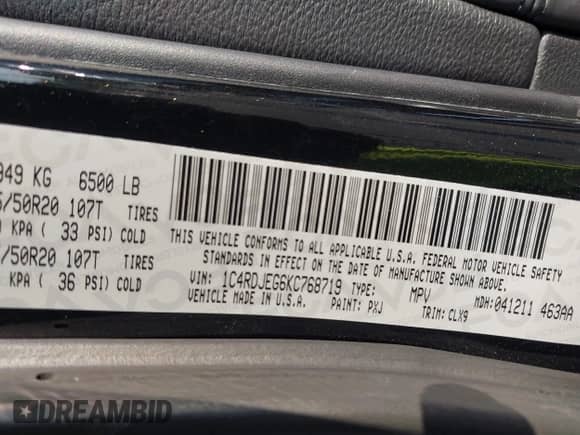 949 KG 6500 LB
/50R20 107T TIRES
KPA ( 33 PSI) COLD
/50R20 107T TIRES
KPA ( 36 PSI) COLD
THIS VEHICLE CONFORMS TO ALL APPLICABLE U.S.A. FEDERAL MOTOR VEHICLE SAFETY
STANDARDS IN EFFECT ON THE DATE OF MANUFACTURE SHOWN ABOVE.
VIN: 1C4RDJEG6KC768719 TYPE: MPV MDH: 041211 463AA
VEHICLE MADE IN U.S.A. PAINT: PXJ TRIM: CLX9
DREAMBID